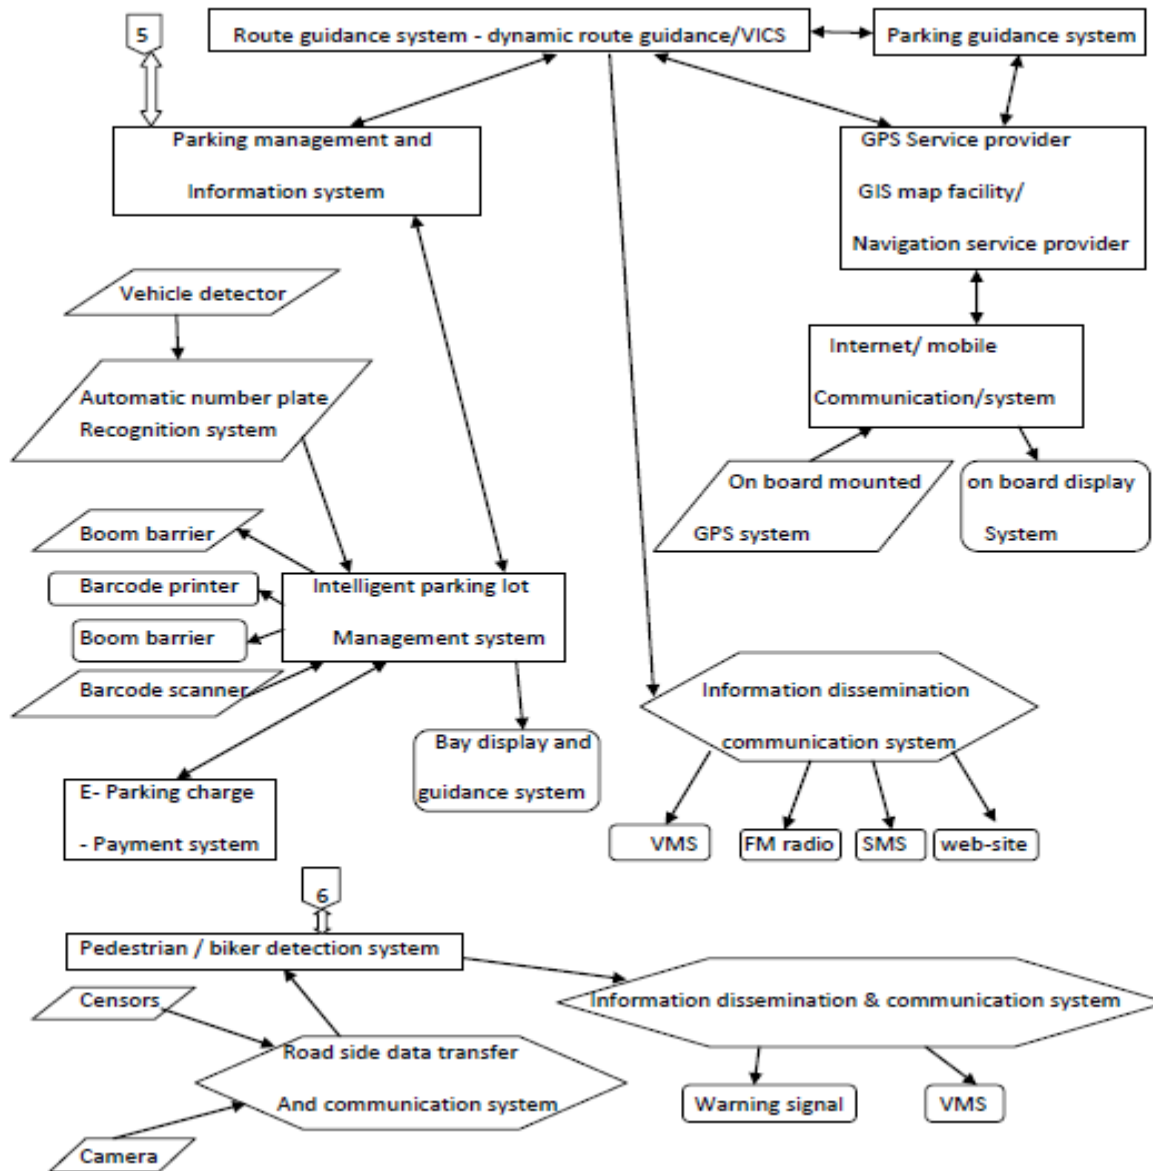 5
Route guidance system - dynamic route guidance/VICS
Parking guidance system
Parking management and
Information system
GPS Service provider
GIS map facility/
Navigation service provider
Vehicle detector
Internet/ mobile
Communication/system
Automatic number plate
Recognition system
On board mounted
GPS system
on board display
System
Boom barrier
Barcode printer
Boom barrier
Barcode scanner
Intelligent parking lot
Management system
Information dissemination
communication system
Bay display and
guidance system
E- Parking charge
- Payment system
VMS
FM radio
SMS
web-site
6
Pedestrian / biker detection system
Censors
Information dissemination & communication system
Road side data transfer
And communication system
Warning signal
VMS
Camera